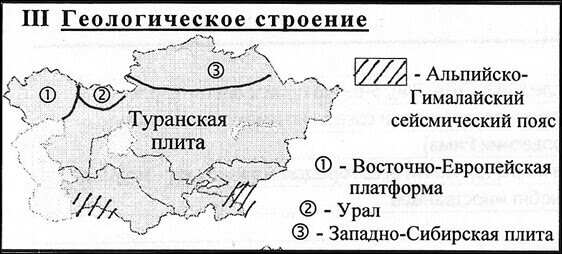 III Геологическое строение
① ② ③
Туранская
плита
- Альпийско-
Гималайский
сейсмический пояс
① - Восточно-Европейская
платформа
② - Урал
③ - Западно-Сибирская плита